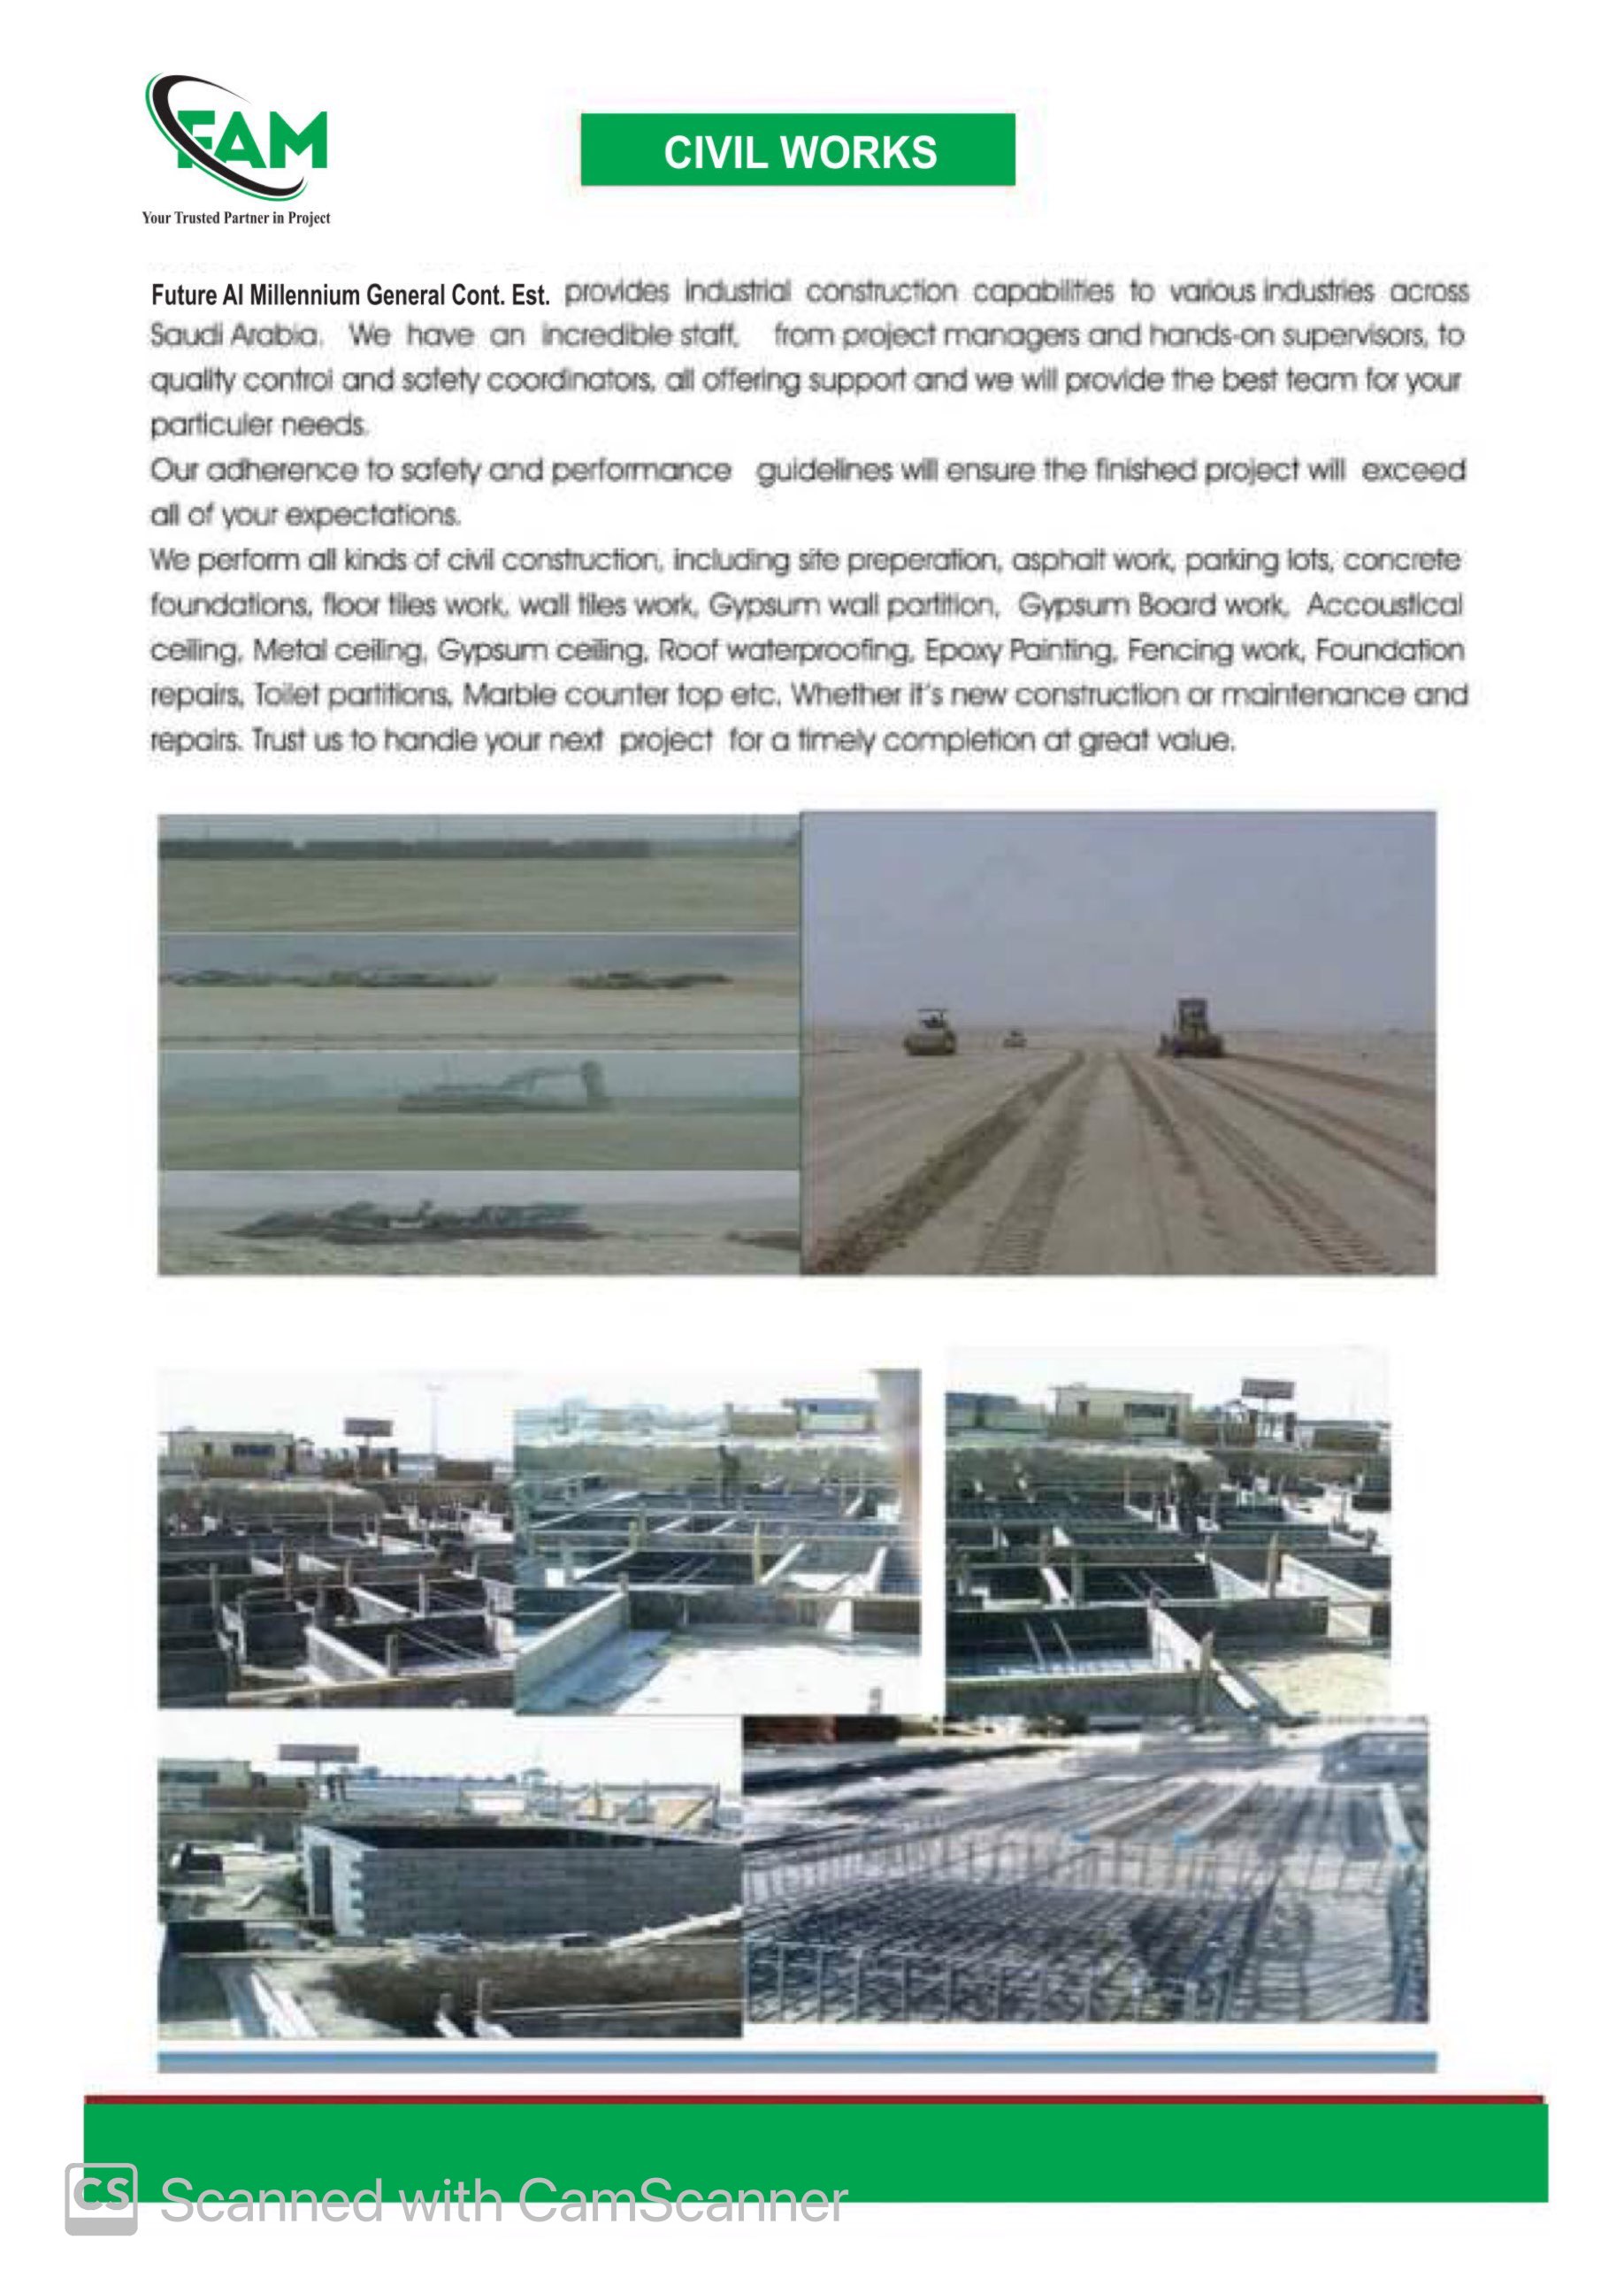 FAM
Your Trusted Partner in Project
CIVIL WORKS
Future Al Millennium General Cont. Est. provides industrial construction capabilities to various industries across
Saudi Arabia. We have an incredible staff, from project managers and hands-on supervisors, to
quality control and safety coordinators, all offering support and we will provide the best team for your
particuler needs.
Our adherence to safety and performance guidelines will ensure the finished project will exceed
all of your expectations.
We perform all kinds of civil construction, including site preperation, asphalt work, parking lots, concrete
foundations, floor tiles work, wall tiles work, Gypsum wall partition, Gypsum Board work, Accoustical
ceiling, Metal ceiling, Gypsum ceiling, Roof waterproofing, Epoxy Painting, Fencing work, Foundation
repairs, Toilet partitions, Marble counter top etc. Whether it's new construction or maintenance and
repairs. Trust us to handle your next project for a timely completion at great value.
CS Scanned with CamScanner